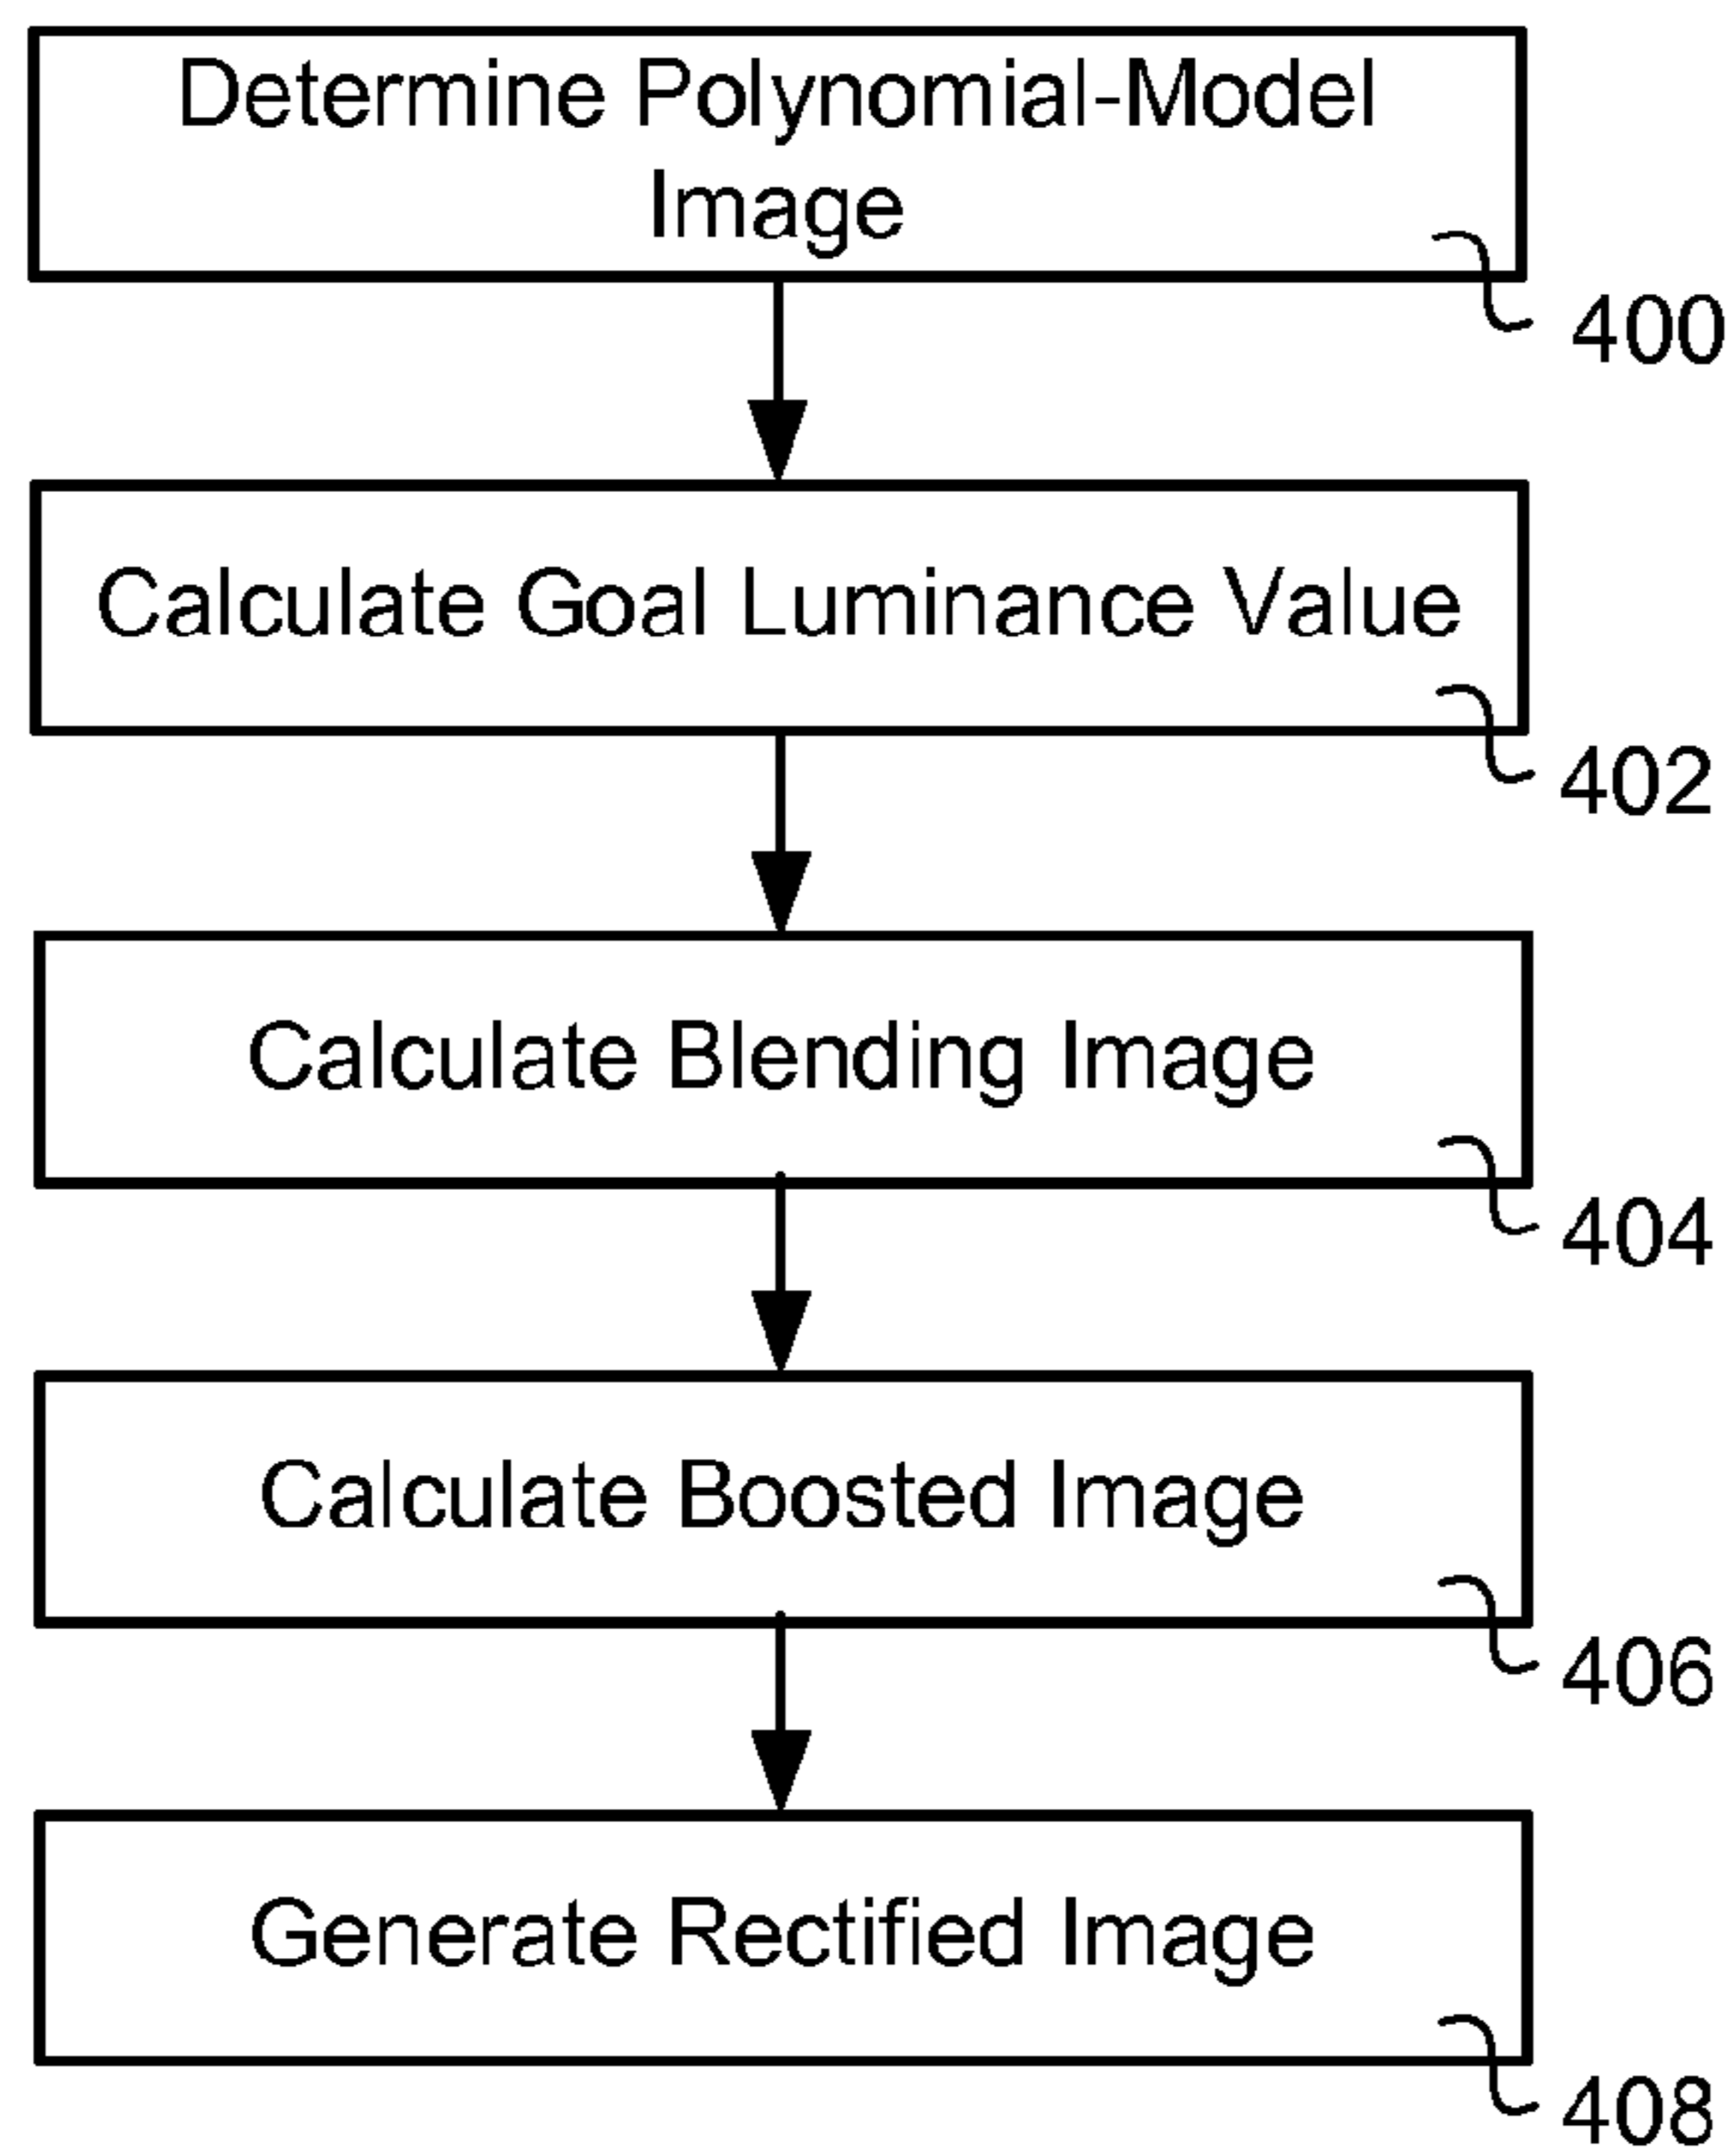 Determine Polynomial-Model
Image
400
Calculate Goal Luminance Value
402
Calculate Blending Image
404
Calculate Boosted Image
406
Generate Rectified Image
408